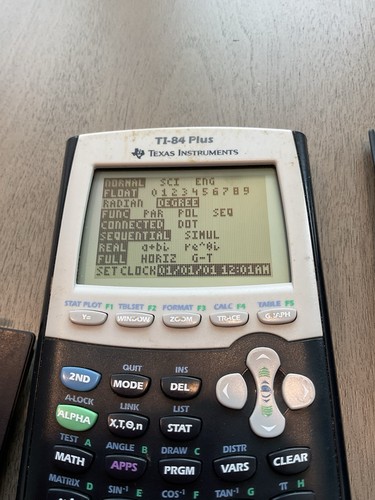 TI-84 Plus
TEXAS INSTRUMENTS
NORMAL SCI ENG
FLOAT 0 1 2 3 4 5 6 7 8 9
RADIAN DEGREE
FUNC PAR POL SEQ
CONNECTED DOT
SEQUENTIAL SIMUL
REAL a+bi re^θi
FULL HORIZ G-T
SET CLOCK 01/01/01 12:01AM
STAT PLOT F1 TBLSET F2 FORMAT F3 CALC F4 TABLE F5
Y= WINDOW ZOOM TRACE GRAPH
QUIT INS
2ND MODE DEL
A-LOCK LINK LIST
ALPHA X,T,θ,n STAT
TEST A ANGLE B DRAW C DISTR
MATH APPS PRGM VARS CLEAR
MATRIX D SIN⁻¹ E COS⁻¹ F TAN⁻¹ G π H